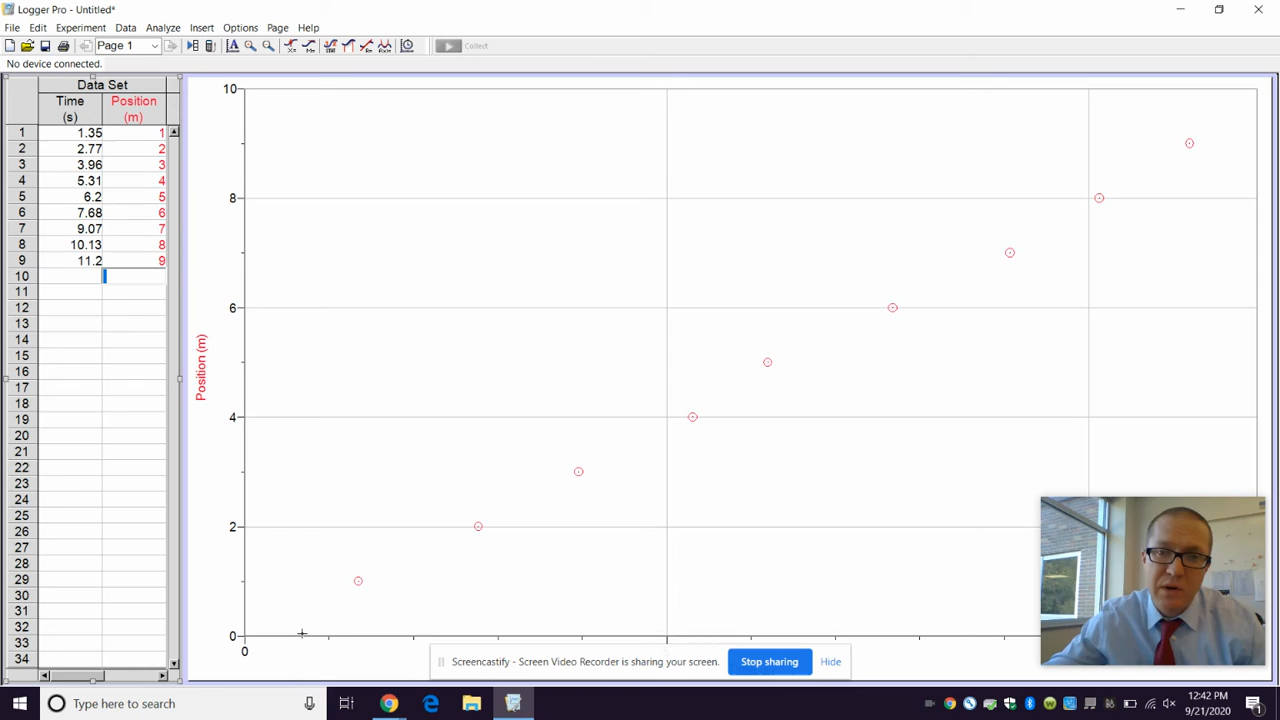 Logger Pro - Untitled*
File Edit Experiment Data Analyze Insert Options Page Help
Page 1 Collect
No device connected.
Data Set
Time Position
(s) (m)
1 1.35 1
2 2.77 2
3 3.96 3
4 5.31 4
5 6.2 5
6 7.68 6
7 9.07 7
8 10.13 8
9 11.2 9
10
11
12
13
14
15
16
17
18
19
20
21
22
23
24
25
26
27
28
29
30
31
32
33
34
10
8
6
4
2
0
Position (m)
0
Screencastify - Screen Video Recorder is sharing your screen. Stop sharing Hide
Type here to search
12:42 PM
9/21/2020
1